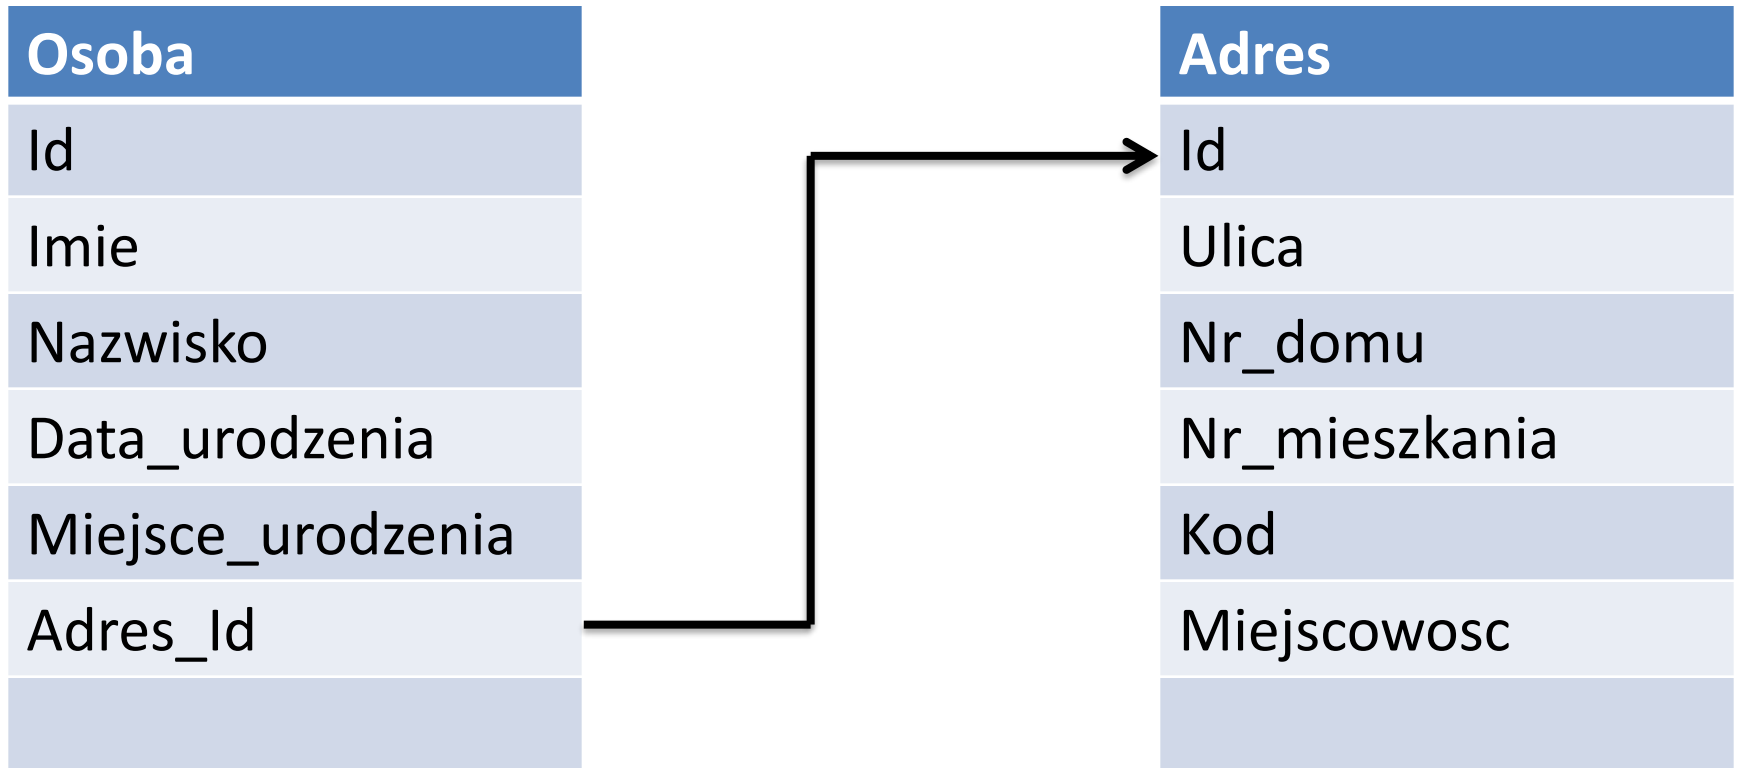 Osoba
Id
Imie
Nazwisko
Data_urodzenia
Miejsce_urodzenia
Adres_Id
Adres
Id
Ulica
Nr_domu
Nr_mieszkania
Kod
Miejscowosc